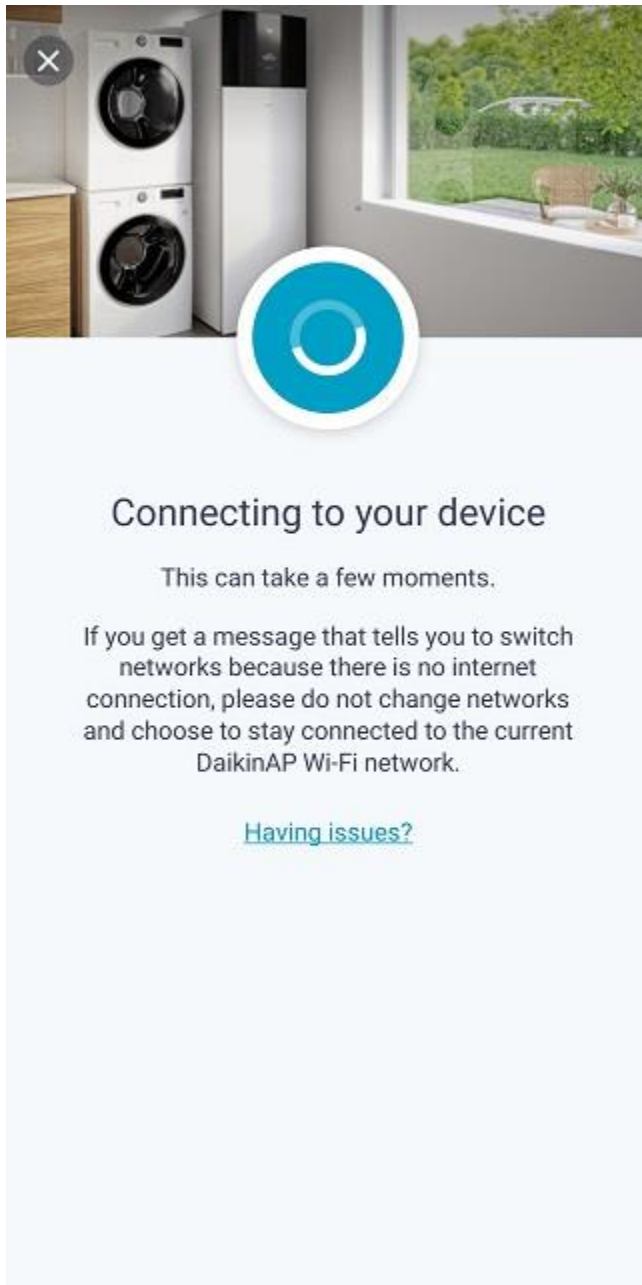 Connecting to your device
This can take a few moments.
If you get a message that tells you to switch
networks because there is no internet
connection, please do not change networks
and choose to stay connected to the current
DaikinAP Wi-Fi network.
Having issues?